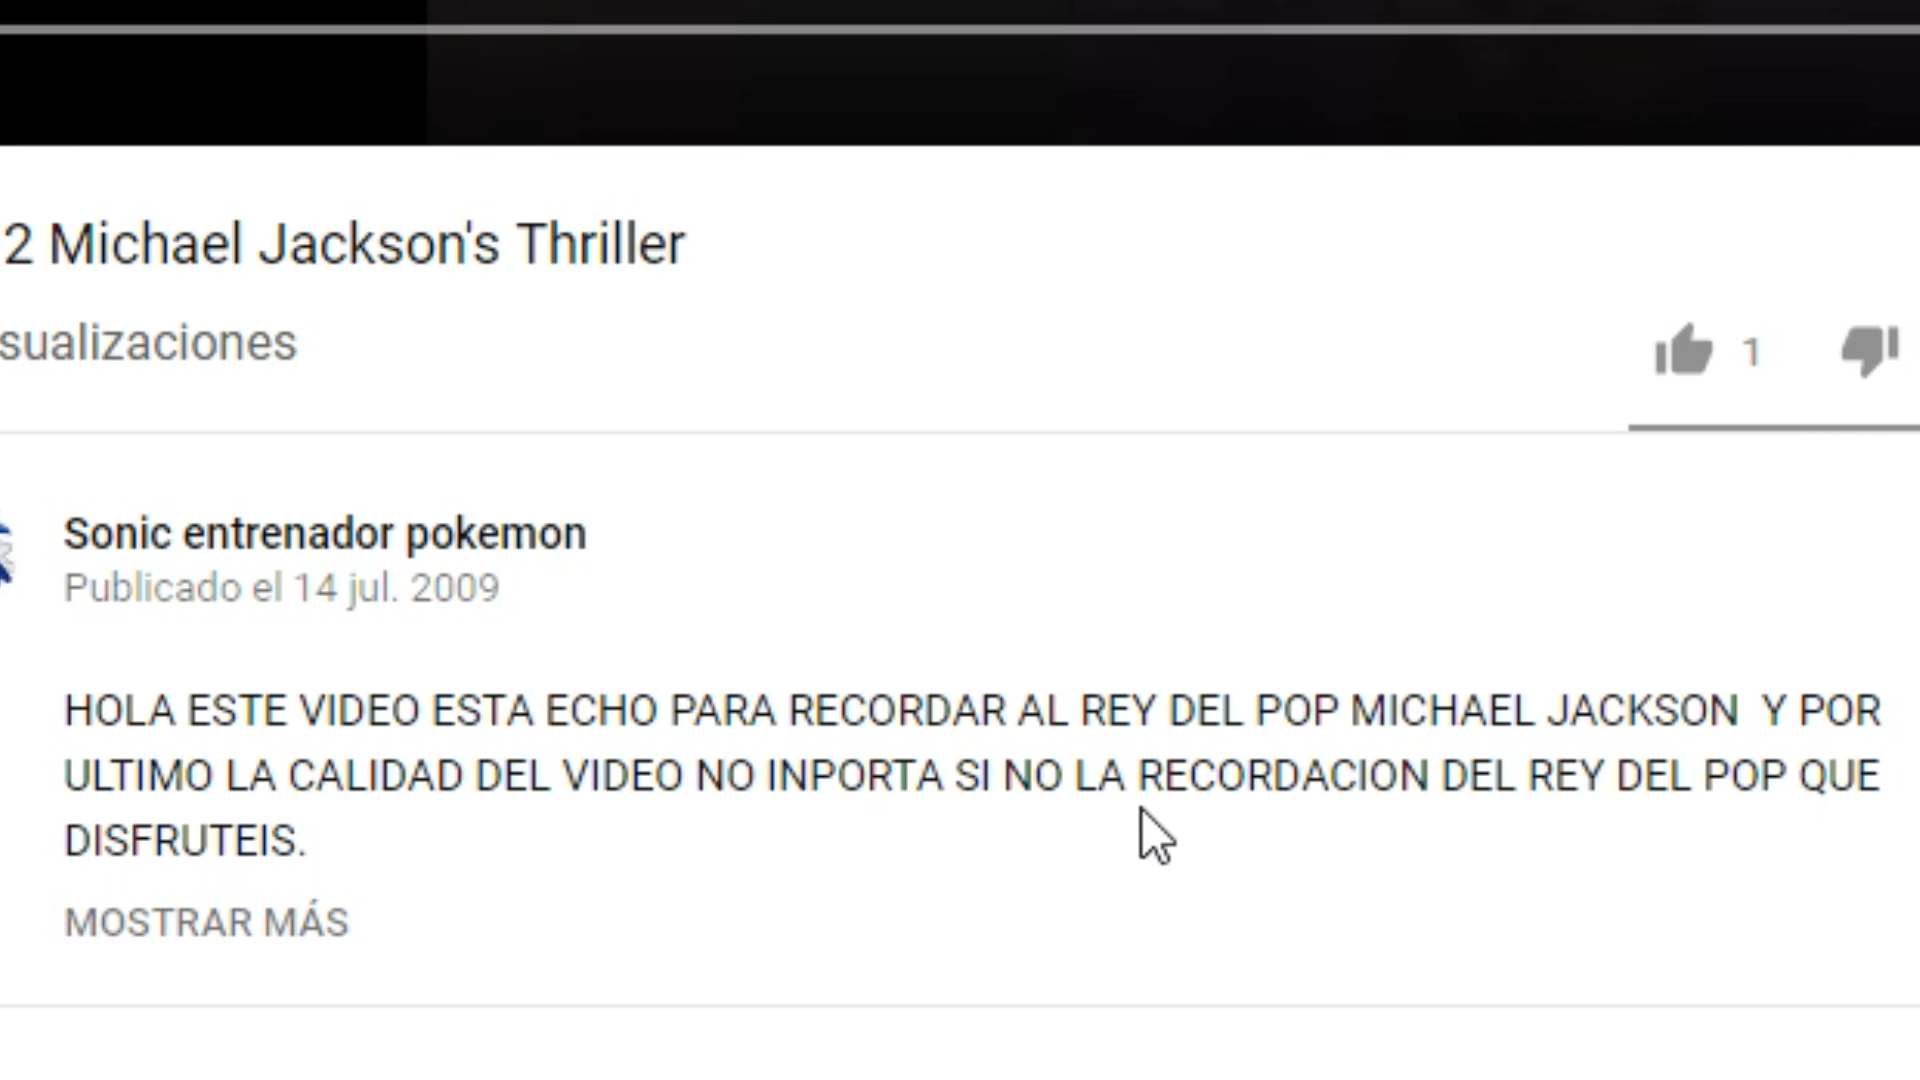 2 Michael Jackson's Thriller
sualizaciones
1
Sonic entrenador pokemon
Publicado el 14 jul. 2009
HOLA ESTE VIDEO ESTA ECHO PARA RECORDAR AL REY DEL POP MICHAEL JACKSON  Y POR
ULTIMO LA CALIDAD DEL VIDEO NO INPORTA SI NO LA RECORDACION DEL REY DEL POP QUE
DISFRUTEIS.
MOSTRAR MÁS